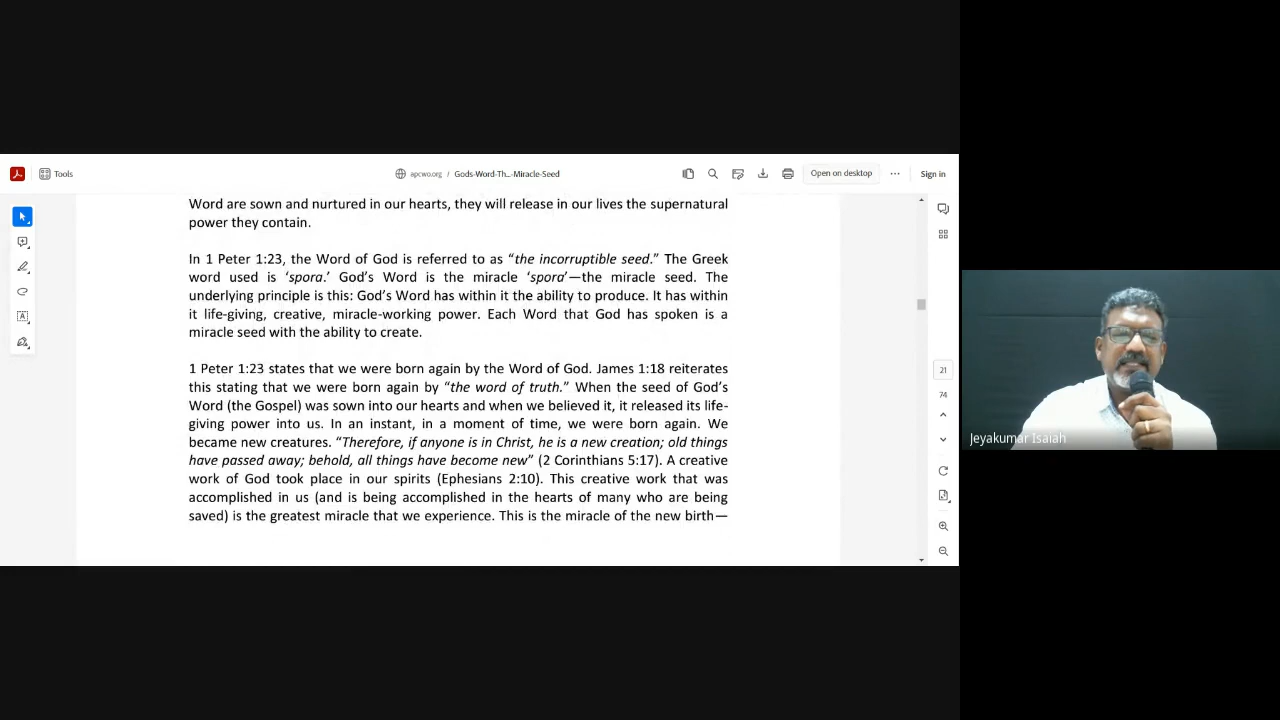 Tools
apcwo.org / Gods-Word-Th...-Miracle-Seed
Open on desktop
Sign in
Word are sown and nurtured in our hearts, they will release in our lives the supernatural
power they contain.
In 1 Peter 1:23, the Word of God is referred to as “the incorruptible seed.” The Greek
word used is ‘spora.’ God’s Word is the miracle ‘spora’—the miracle seed. The
underlying principle is this: God’s Word has within it the ability to produce. It has within
it life-giving, creative, miracle-working power. Each Word that God has spoken is a
miracle seed with the ability to create.
1 Peter 1:23 states that we were born again by the Word of God. James 1:18 reiterates
this stating that we were born again by “the word of truth.” When the seed of God’s
Word (the Gospel) was sown into our hearts and when we believed it, it released its life-
giving power into us. In an instant, in a moment of time, we were born again. We
became new creatures. “Therefore, if anyone is in Christ, he is a new creation; old things
have passed away; behold, all things have become new” (2 Corinthians 5:17). A creative
work of God took place in our spirits (Ephesians 2:10). This creative work that was
accomplished in us (and is being accomplished in the hearts of many who are being
saved) is the greatest miracle that we experience. This is the miracle of the new birth—
21
74
Jeyakumar Isaiah